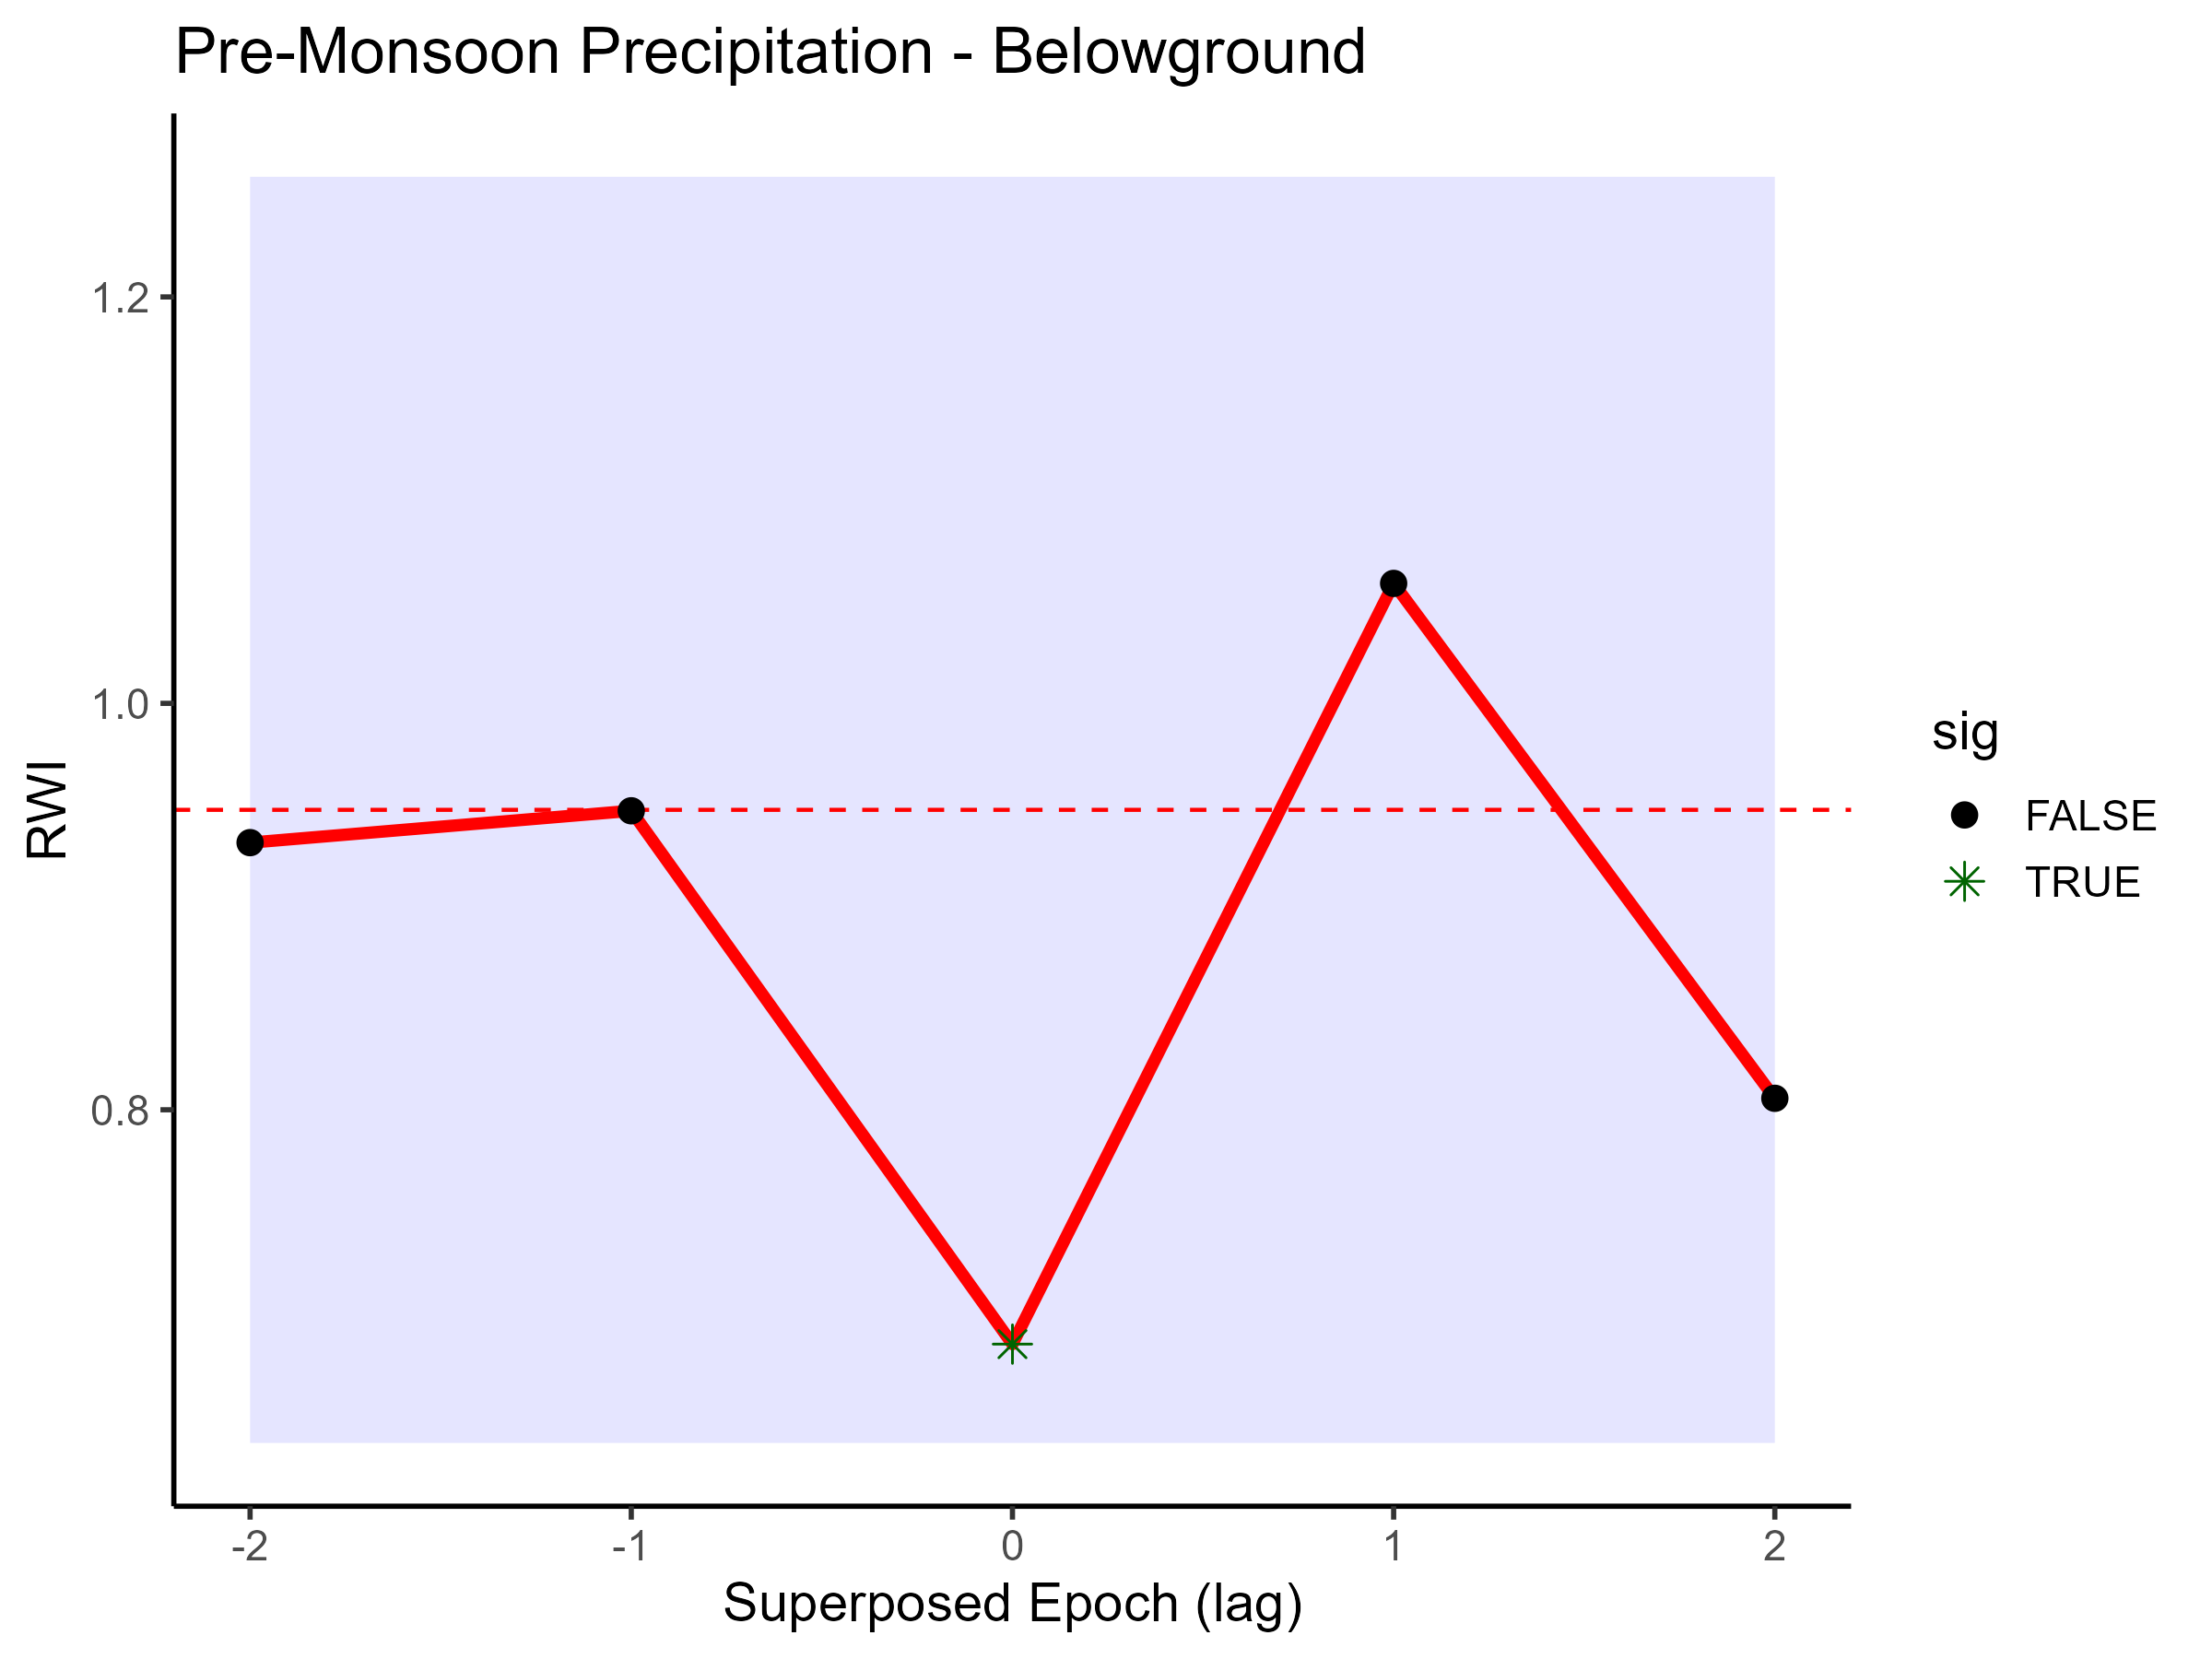 Pre-Monsoon Precipitation - Belowground
1.2
1.0
0.8
RWI
-2 -1 0 1 2
Superposed Epoch (lag)
sig
FALSE
TRUE